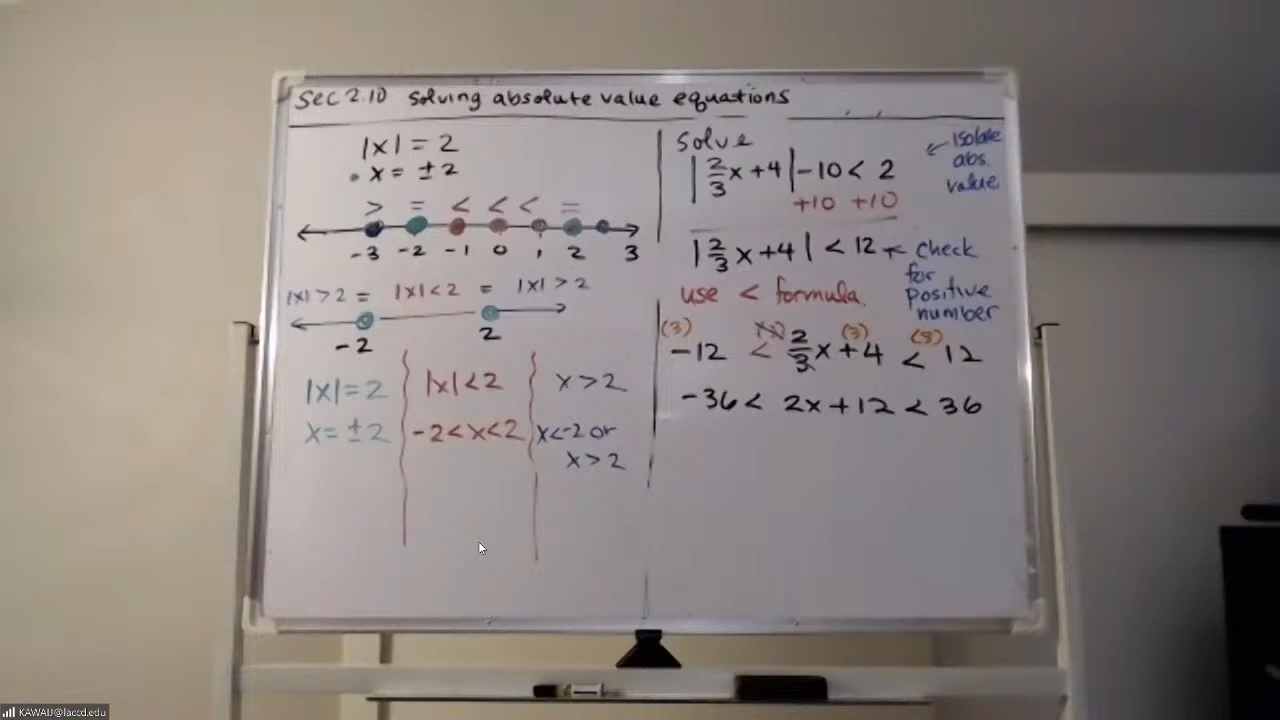 Sec 2.10 solving absolute value equations
|x| = 2
x = ±2
> = < < < =
-3 -2 -1 0 1 2 3
|x| > 2 = |x| < 2 = |x| > 2
-2 2
|x| = 2
x = ±2
|x| < 2
-2 < x < 2
x > 2
x < -2 or
x > 2
Solve
|2/3 x + 4| - 10 < 2
+10 +10
isolate
abs.
value
|2/3 x + 4| < 12
check
for
positive
number
use < formula.
(3) (3) (3)
-12 < 2/3 x + 4 < 12
-36 < 2x + 12 < 36
KAWAIJ@laccd.edu